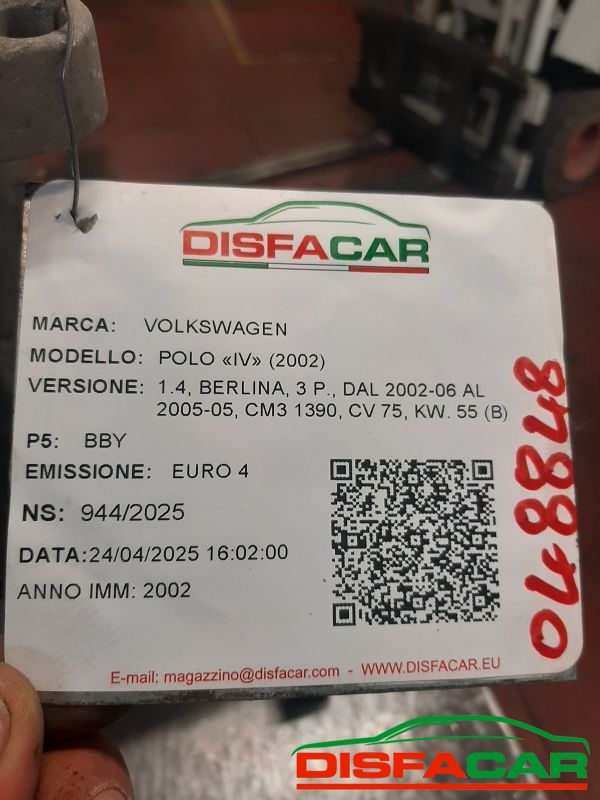 DISFACAR
MARCA: VOLKSWAGEN
MODELLO: POLO «IV» (2002)
VERSIONE: 1.4, BERLINA, 3 P., DAL 2002-06 AL
2005-05, CM3 1390, CV 75, KW. 55 (B)
P5: BBY
EMISSIONE: EURO 4
NS: 944/2025
DATA:24/04/2025 16:02:00
ANNO IMM: 2002
048848
E-mail: magazzino@disfacar.com - WWW.DISFACAR.EU
DISFACAR